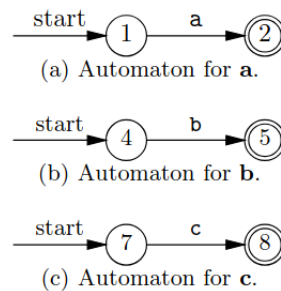 start a
1 2
(a) Automaton for a.
start b
4 5
(b) Automaton for b.
start c
7 8
(c) Automaton for c.